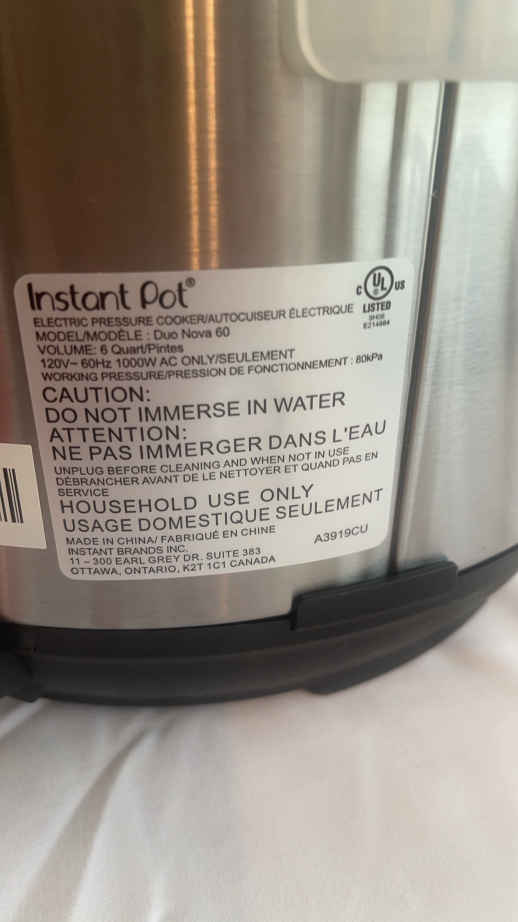 Instant Pot®
C UL US
LISTED
E214884
ELECTRIC PRESSURE COOKER/AUTOCUISEUR ÉLECTRIQUE
MODEL/MODÈLE : Duo Nova 60
VOLUME: 6 Quart/Pintes
120V~ 60Hz 1000W AC ONLY/SEULEMENT
WORKING PRESSURE/PRESSION DE FONCTIONNEMENT : 80kPa
CAUTION:
DO NOT IMMERSE IN WATER
ATTENTION:
NE PAS IMMERGER DANS L'EAU
UNPLUG BEFORE CLEANING AND WHEN NOT IN USE
DÉBRANCHER AVANT DE LE NETTOYER ET QUAND PAS EN
SERVICE
HOUSEHOLD USE ONLY
USAGE DOMESTIQUE SEULEMENT
MADE IN CHINA/ FABRIQUÉ EN CHINE
INSTANT BRANDS INC.
11 – 300 EARL GREY DR. SUITE 383
OTTAWA, ONTARIO, K2T 1C1 CANADA
A3919CU